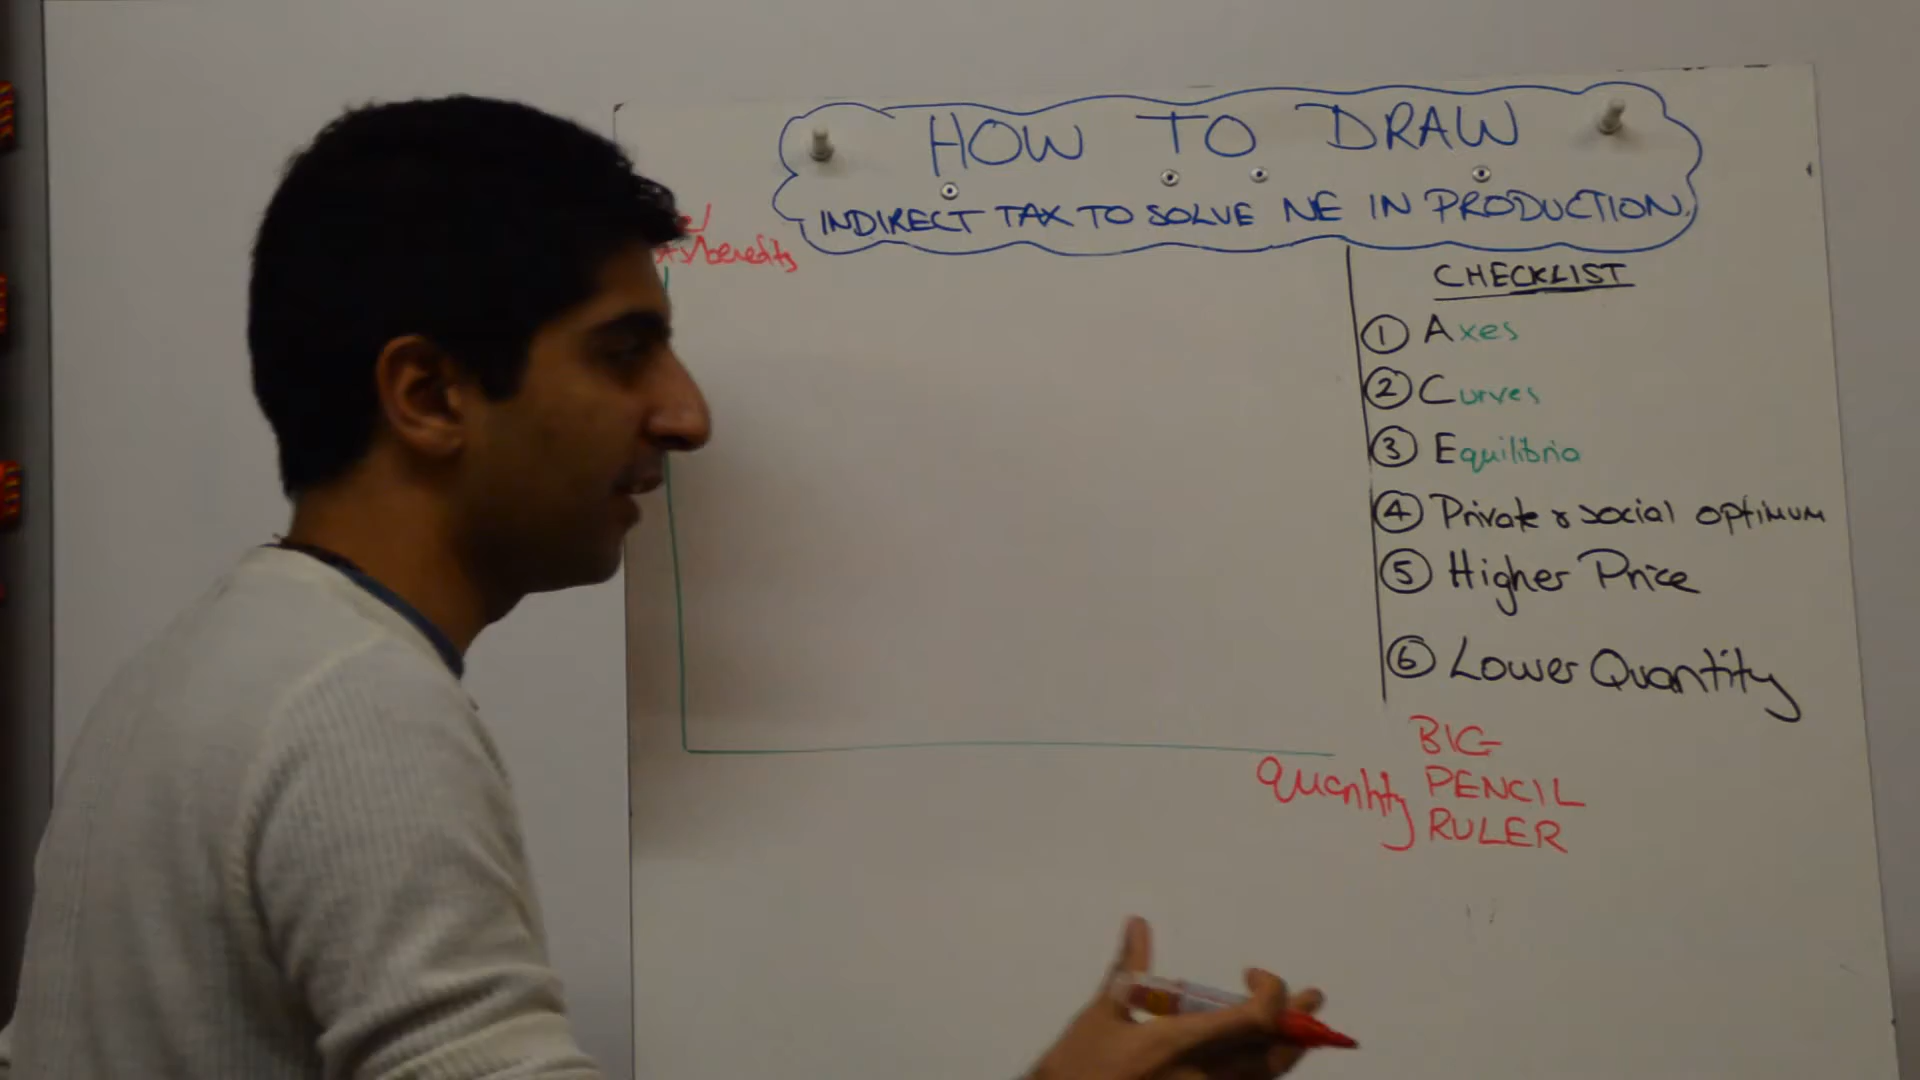 HOW TO DRAW
INDIRECT TAX TO SOLVE NE IN PRODUCTION
/benefits
CHECKLIST
① Axes
② Curves
③ Equilibria
④ Private & social optimum
⑤ Higher Price
⑥ Lower Quantity
BIG
PENCIL
RULER
quantity